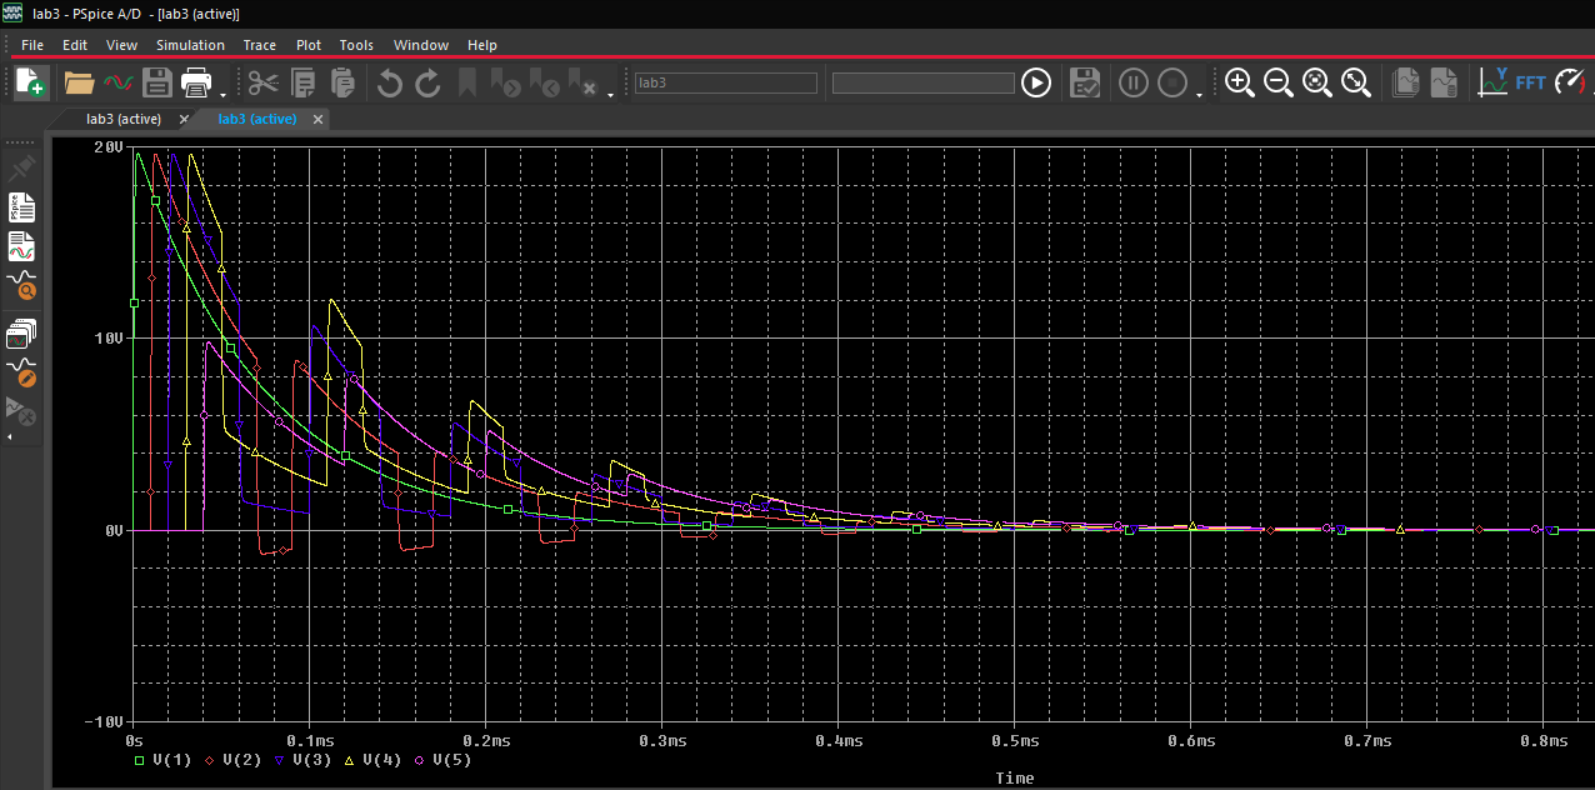 lab3 - PSpice A/D - [lab3 (active)]
File Edit View Simulation Trace Plot Tools Window Help
lab3
Y FFT
lab3 (active) lab3 (active)
PSpice
20V
10V
0V
-10V
0s 0.1ms 0.2ms 0.3ms 0.4ms 0.5ms 0.6ms 0.7ms 0.8ms
V(1) V(2) V(3) V(4) V(5)
Time